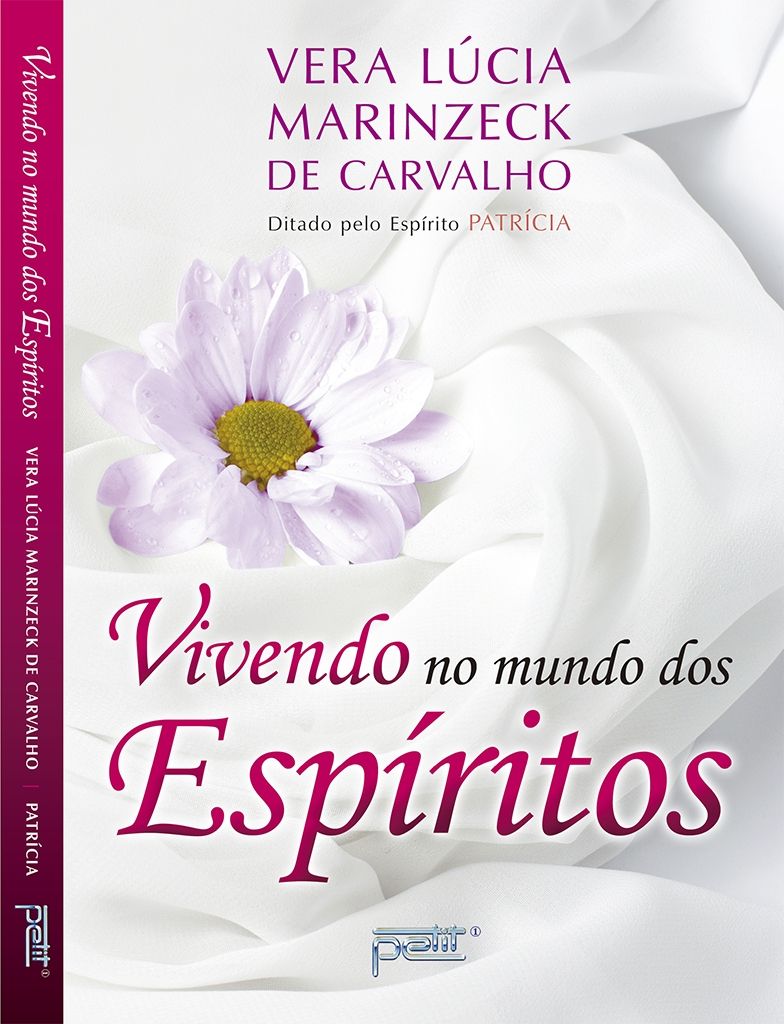 Vivendo no mundo dos Espíritos
VERA LÚCIA MARINZECK DE CARVALHO | PATRÍCIA
petit
VERA LÚCIA
MARINZECK
DE CARVALHO
Ditado pelo Espírito PATRÍCIA
Vivendo no mundo dos
Espíritos
petit ①